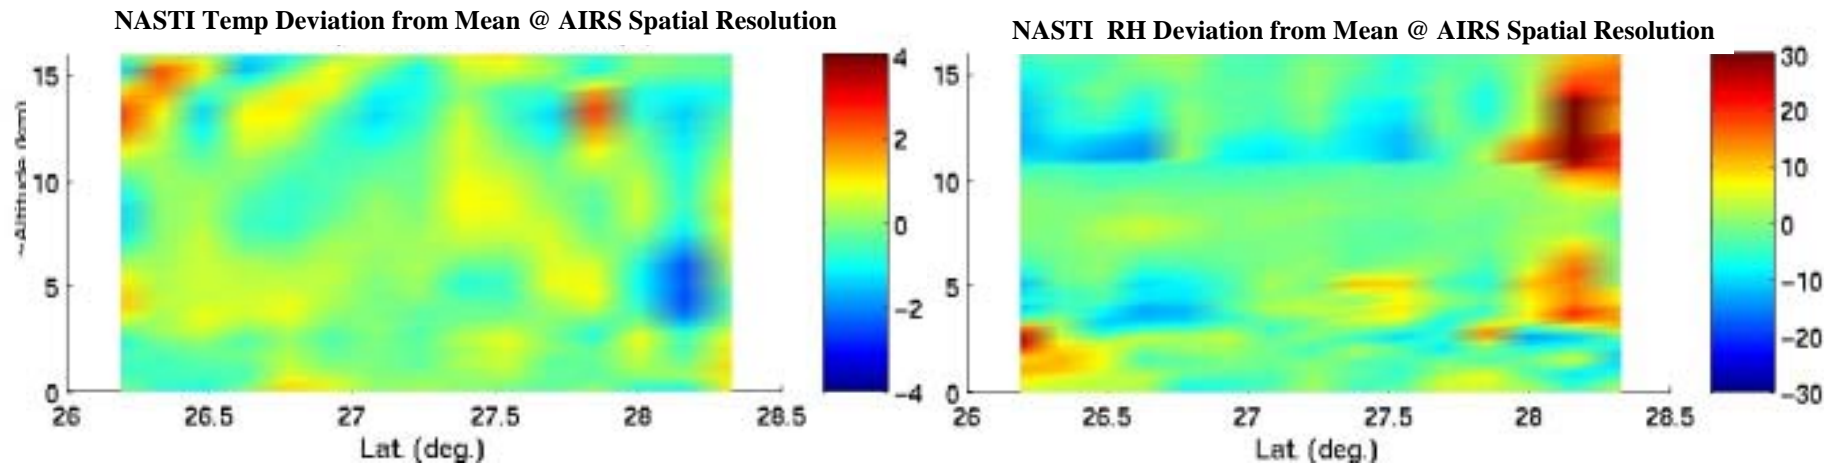 NASTI Temp Deviation from Mean @ AIRS Spatial Resolution
15
10
5
0
~Altitude (km)
26 26.5 27 27.5 28 28.5
Lat. (deg.)
4
2
0
−2
−4
NASTI RH Deviation from Mean @ AIRS Spatial Resolution
15
10
5
0
26 26.5 27 27.5 28 28.5
Lat. (deg.)
30
20
10
0
−10
−20
−30